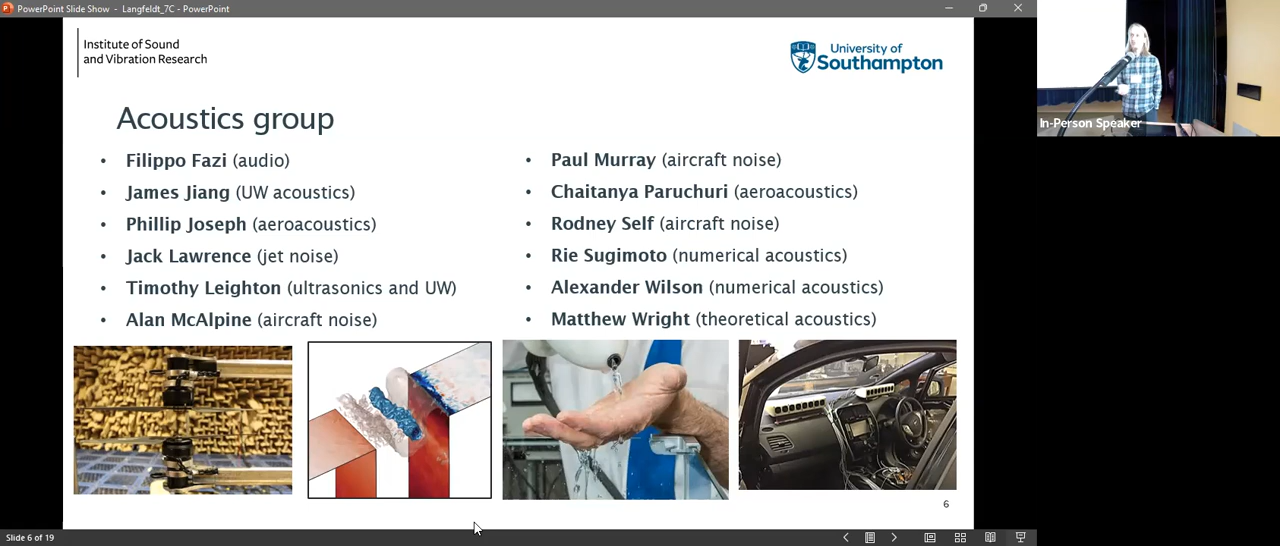 PowerPoint Slide Show - Langfeldt_7C - PowerPoint
Institute of Sound
and Vibration Research
University of
Southampton
Acoustics group
• Filippo Fazi (audio)
• James Jiang (UW acoustics)
• Phillip Joseph (aeroacoustics)
• Jack Lawrence (jet noise)
• Timothy Leighton (ultrasonics and UW)
• Alan McAlpine (aircraft noise)
• Paul Murray (aircraft noise)
• Chaitanya Paruchuri (aeroacoustics)
• Rodney Self (aircraft noise)
• Rie Sugimoto (numerical acoustics)
• Alexander Wilson (numerical acoustics)
• Matthew Wright (theoretical acoustics)
6
Slide 6 of 19
In-Person Speaker